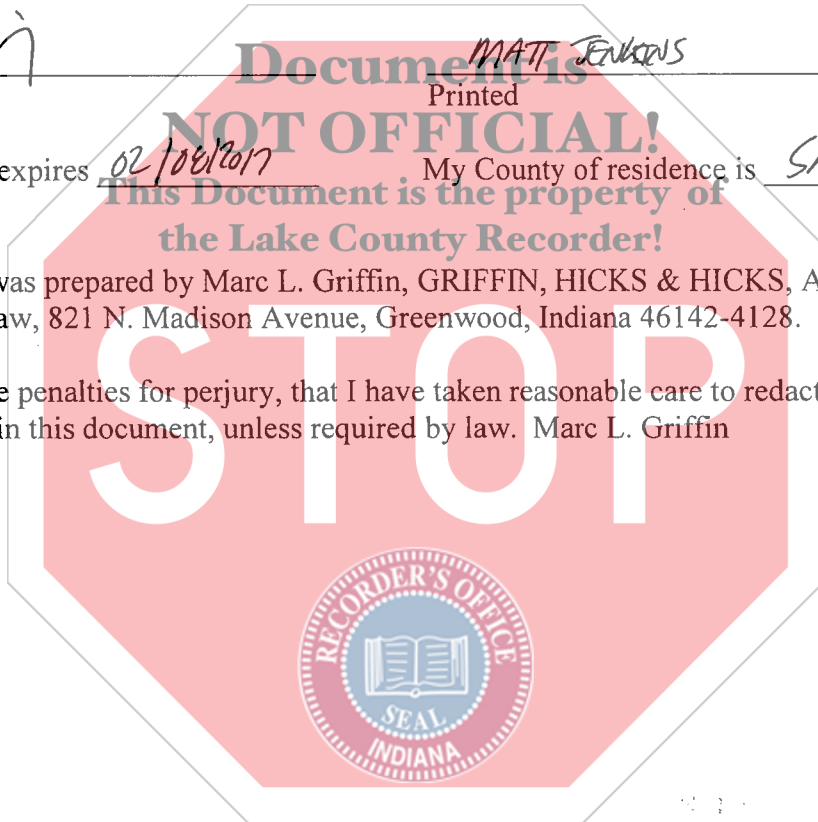 MATT JENKINS
Document is
Printed
NOT OFFICIAL!
expires 02/08/2017 My County of residence is
This Document is the property of
the Lake County Recorder!
was prepared by Marc L. Griffin, GRIFFIN, HICKS & HICKS, A
aw, 821 N. Madison Avenue, Greenwood, Indiana 46142-4128.
e penalties for perjury, that I have taken reasonable care to redact
in this document, unless required by law. Marc L. Griffin
STOP
RECORDER'S OFFICE
SEAL
INDIANA